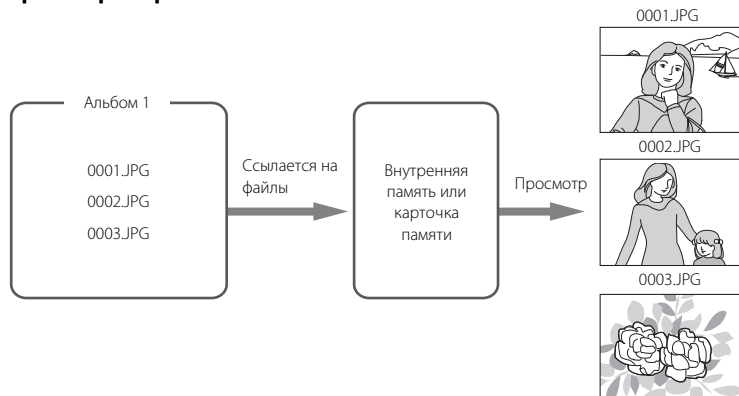 Альбом 1
0001.JPG
0002.JPG
0003.JPG
Ссылается на
файлы
Внутренняя
память или
карточка
памяти
Просмотр
0001.JPG
0002.JPG
0003.JPG